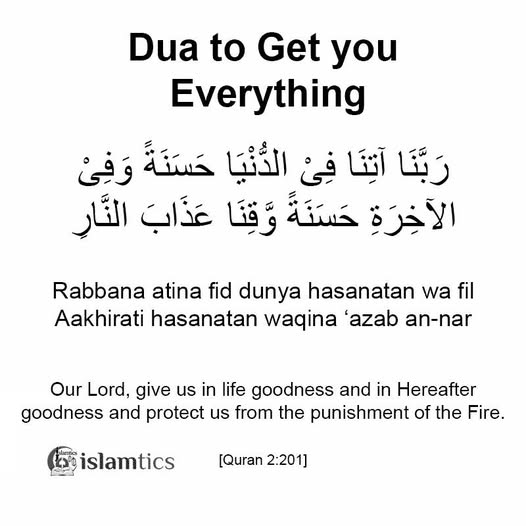 Dua to Get you
Everything
رَبَّنَا آتِنَا فِىْ الدُّنْيَا حَسَنَةً وَفِىْ
الآخِرَةِ حَسَنَةً وَّقِنَا عَذَابَ النَّارِ
Rabbana atina fid dunya hasanatan wa fil
Aakhirati hasanatan waqina ‘azab an-nar
Our Lord, give us in life goodness and in Hereafter
goodness and protect us from the punishment of the Fire.
islamtics
islamtics [Quran 2:201]